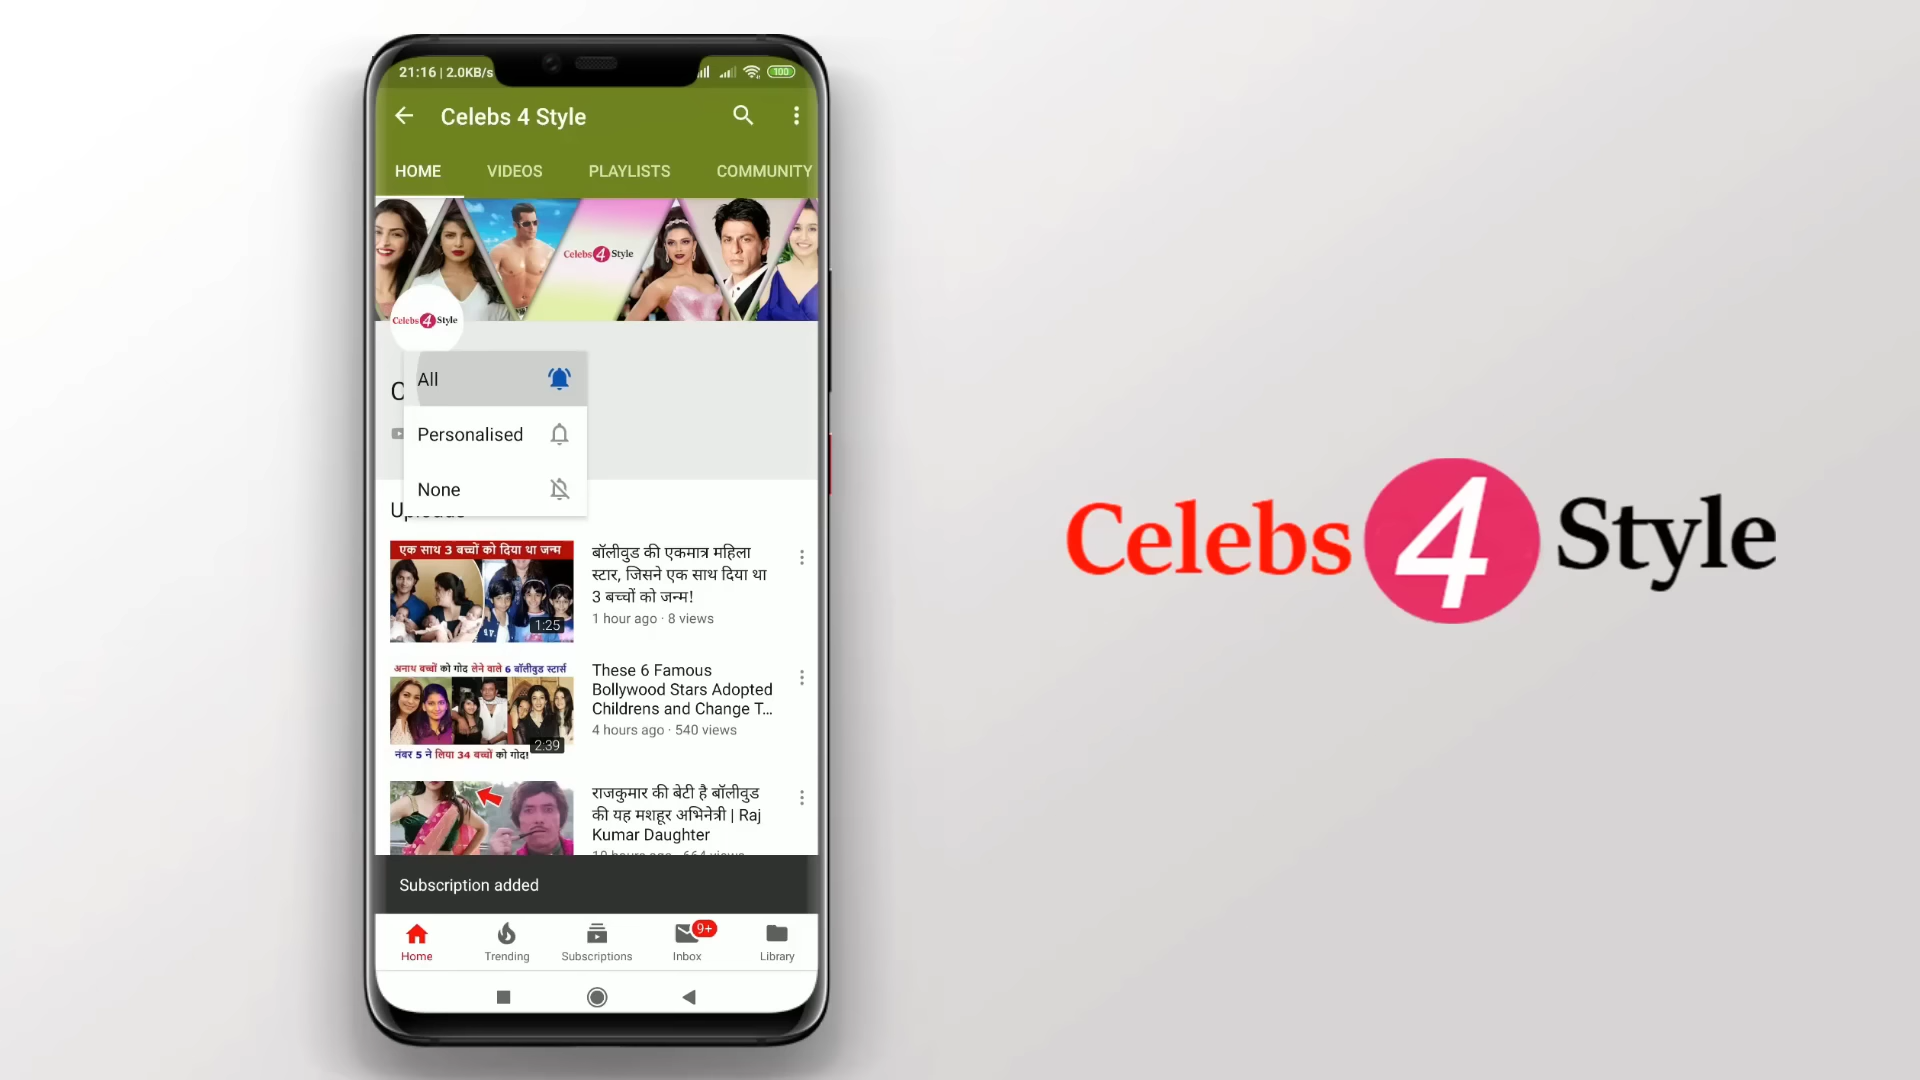 21:16 | 2.0KB/s
100
Celebs 4 Style
HOME VIDEOS PLAYLISTS COMMUNITY
Celebs 4 Style
Celebs 4 Style
All
Personalised
None
Uploads
एक साथ 3 बच्चों को दिया था जन्म
1:25
बॉलीवुड की एकमात्र महिला
स्टार, जिसने एक साथ दिया था
3 बच्चों को जन्म!
1 hour ago · 8 views
अनाथ बच्चों को गोद लेने वाले 6 बॉलीवुड स्टार्स
नंबर 5 ने लिया 34 बच्चों को गोद!
2:39
These 6 Famous
Bollywood Stars Adopted
Childrens and Change T...
4 hours ago · 540 views
राजकुमार की बेटी है बॉलीवुड
की यह मशहूर अभिनेत्री | Raj
Kumar Daughter
Subscription added
Home Trending Subscriptions Inbox 9+ Library
Celebs 4 Style